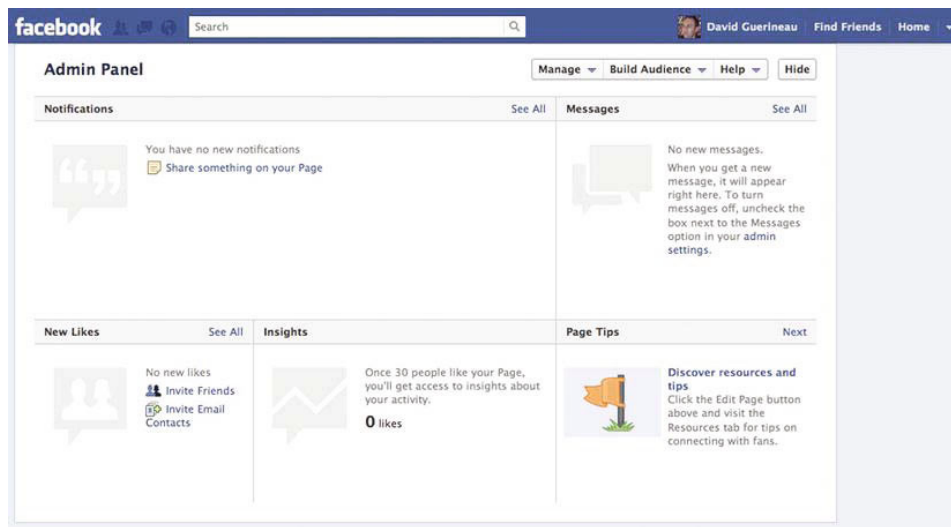 facebook
Search
David Guerineau
Find Friends
Home
Admin Panel
Manage
Build Audience
Help
Hide
Notifications
See All
You have no new notifications
Share something on your Page
Messages
See All
No new messages.
When you get a new
message, it will appear
right here. To turn
messages off, uncheck the
box next to the Messages
option in your admin
settings.
New Likes
See All
No new likes
Invite Friends
Invite Email
Contacts
Insights
Once 30 people like your Page,
you'll get access to insights about
your activity.
0 likes
Page Tips
Next
Discover resources and
tips
Click the Edit Page button
above and visit the
Resources tab for tips on
connecting with fans.